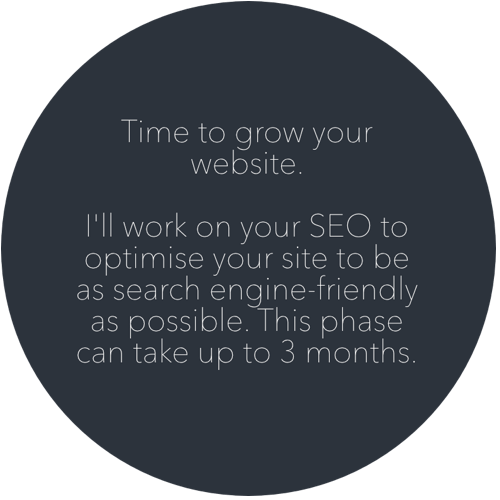 Time to grow your
website.
I'll work on your SEO to
optimise your site to be
as search engine-friendly
as possible. This phase
can take up to 3 months.